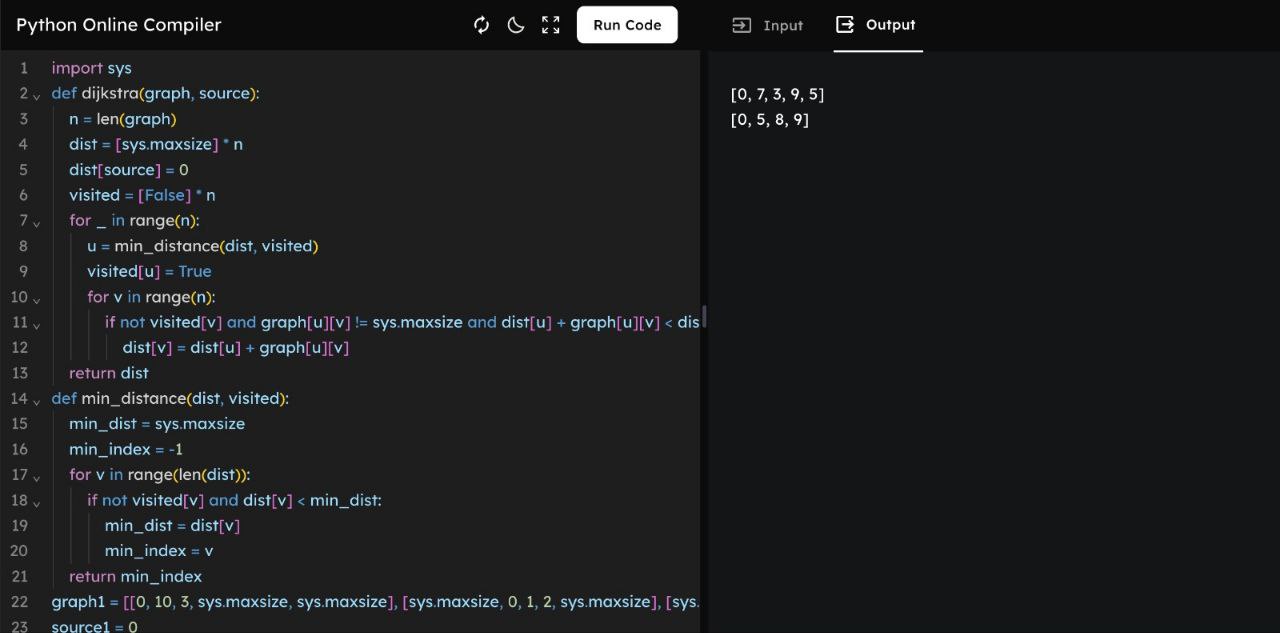 Python Online Compiler
Run Code
Input
Output
1 import sys
2 def dijkstra(graph, source):
3 n = len(graph)
4 dist = [sys.maxsize] * n
5 dist[source] = 0
6 visited = [False] * n
7 for _ in range(n):
8 u = min_distance(dist, visited)
9 visited[u] = True
10 for v in range(n):
11 if not visited[v] and graph[u][v] != sys.maxsize and dist[u] + graph[u][v] < dis
12 dist[v] = dist[u] + graph[u][v]
13 return dist
14 def min_distance(dist, visited):
15 min_dist = sys.maxsize
16 min_index = -1
17 for v in range(len(dist)):
18 if not visited[v] and dist[v] < min_dist:
19 min_dist = dist[v]
20 min_index = v
21 return min_index
22 graph1 = [[0, 10, 3, sys.maxsize, sys.maxsize], [sys.maxsize, 0, 1, 2, sys.maxsize], [sys.
23 source1 = 0
[0, 7, 3, 9, 5]
[0, 5, 8, 9]